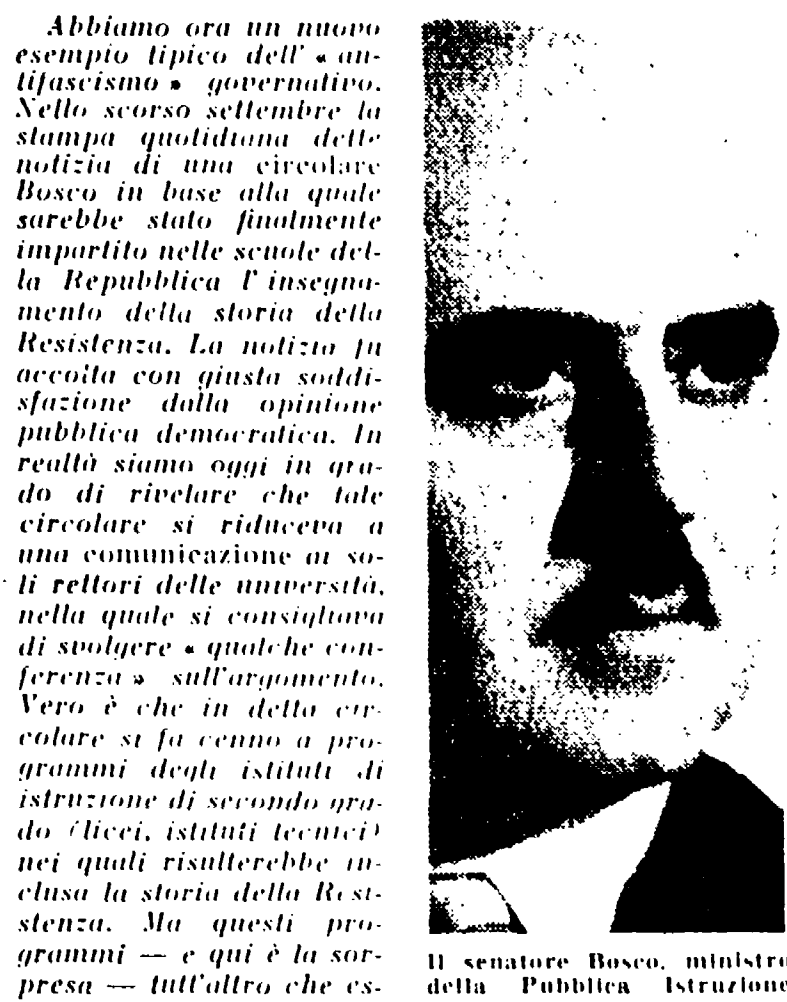 Abbiamo ora un nuovo
esempio tipico dell' « an-
tifascismo » governativo.
Nello scorso settembre la
stampa quotidiana dette
notizia di una circolare
Bosco in base alla quale
sarebbe stato finalmente
impartito nelle scuole del-
la Repubblica l'insegna-
mento della storia della
Resistenza. La notizia fu
accolta con giusta soddi-
sfazione dalla opinione
pubblica democratica. In
realtà siamo oggi in gra-
do di rivelare che tale
circolare si riduceva a
una comunicazione ai so-
li rettori delle università,
nella quale si consigliava
di svolgere « qualche con-
ferenza » sull'argomento.
Vero è che in detta cir-
colare si fa cenno a pro-
grammi degli istituti di
istruzione di secondo gra-
do (licei, istituti tecnici)
nei quali risulterebbe in-
clusa la storia della Resi-
stenza. Ma questi pro-
grammi — e qui è la sor-
presa — tutt'altro che es-
Il senatore Bosco, ministro
della Pubblica Istruzione